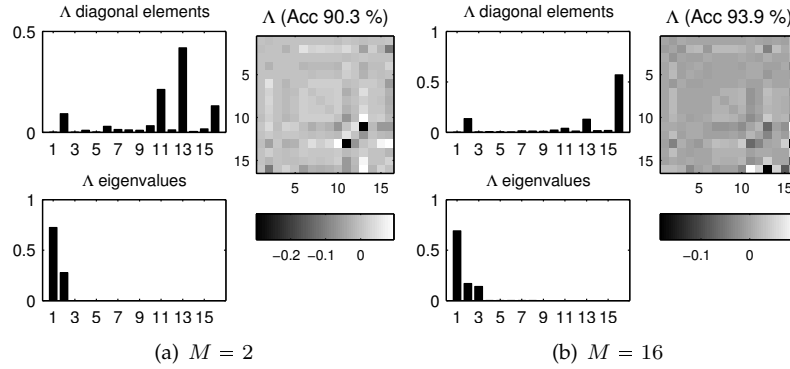 Λ diagonal elements
0.5
0
1 3 5 7 9 11 13 15
Λ (Acc 90.3 %)
5
10
15
5 10 15
Λ eigenvalues
1
0.5
0
1 3 5 7 9 11 13 15
-0.2 -0.1 0
(a) M = 2
Λ diagonal elements
1
0.5
0
1 3 5 7 9 11 13 15
Λ (Acc 93.9 %)
5
10
15
5 10 15
Λ eigenvalues
1
0.5
0
1 3 5 7 9 11 13 15
-0.1 0
(b) M = 16